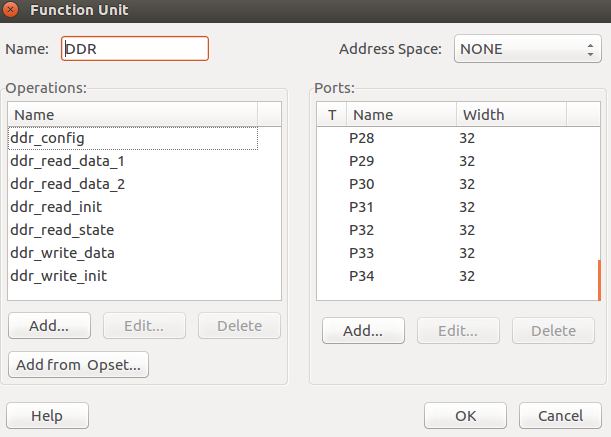 Function Unit
Name: DDR Address Space: NONE
Operations: Ports:
Name T Name Width
ddr_config P28 32
ddr_read_data_1 P29 32
ddr_read_data_2 P30 32
ddr_read_init P31 32
ddr_read_state P32 32
ddr_write_data P33 32
ddr_write_init P34 32
Add... Edit... Delete Add... Edit... Delete
Add from Opset...
Help OK Cancel